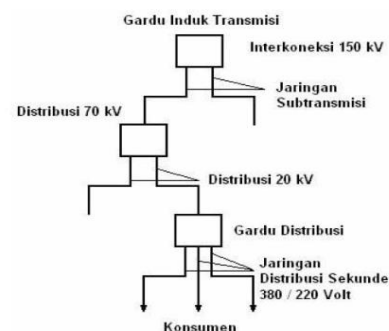 Gardu Induk Transmisi
Interkoneksi 150 kV
Jaringan
Subtransmisi
Distribusi 70 kV
Distribusi 20 kV
Gardu Distribusi
Jaringan
Distribusi Sekunde
380 / 220 Volt
Konsumen